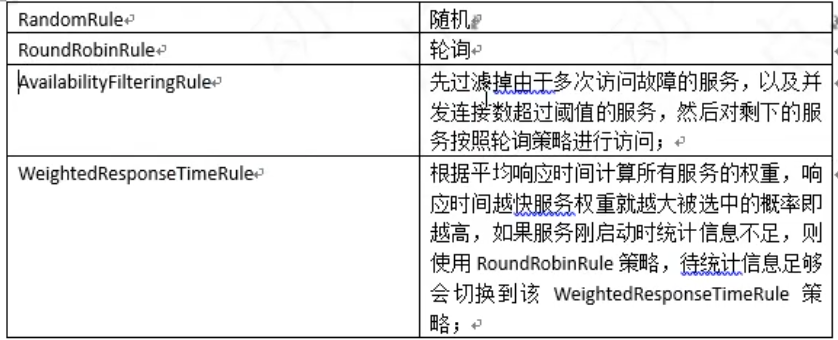 RandomRule
随机
RoundRobinRule
轮询
AvailabilityFilteringRule
先过滤掉由于多次访问故障的服务，以及并
发连接数超过阈值的服务，然后对剩下的服
务按照轮询策略进行访问；
WeightedResponseTimeRule
根据平均响应时间计算所有服务的权重，响
应时间越快服务权重就越大被选中的概率即
越高，如果服务刚启动时统计信息不足，则
使用 RoundRobinRule 策略，待统计信息足够
会切换到该 WeightedResponseTimeRule 策
略；